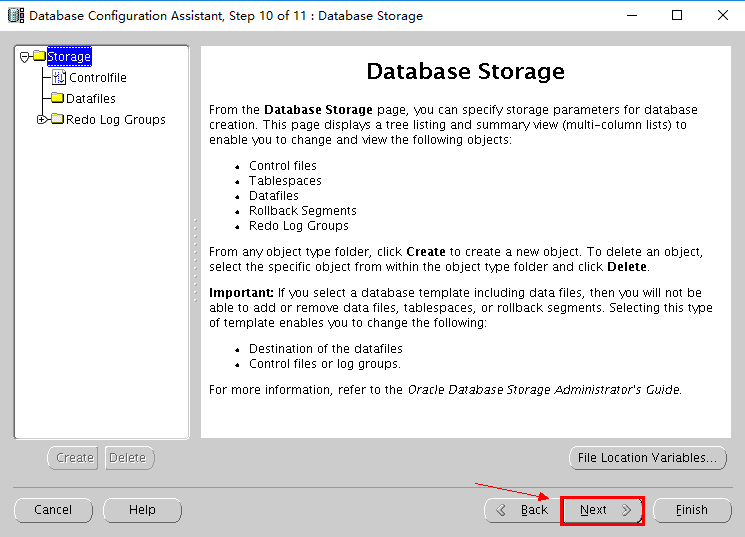 Database Configuration Assistant, Step 10 of 11 : Database Storage
Storage
Controlfile
Datafiles
Redo Log Groups
Database Storage
From the Database Storage page, you can specify storage parameters for database
creation. This page displays a tree listing and summary view (multi-column lists) to
enable you to change and view the following objects:
• Control files
• Tablespaces
• Datafiles
• Rollback Segments
• Redo Log Groups
From any object type folder, click Create to create a new object. To delete an object,
select the specific object from within the object type folder and click Delete.
Important: If you select a database template including data files, then you will not be
able to add or remove data files, tablespaces, or rollback segments. Selecting this type
of template enables you to change the following:
• Destination of the datafiles
• Control files or log groups.
For more information, refer to the Oracle Database Storage Administrator's Guide.
Create
Delete
File Location Variables...
Cancel
Help
Back
Next
Finish